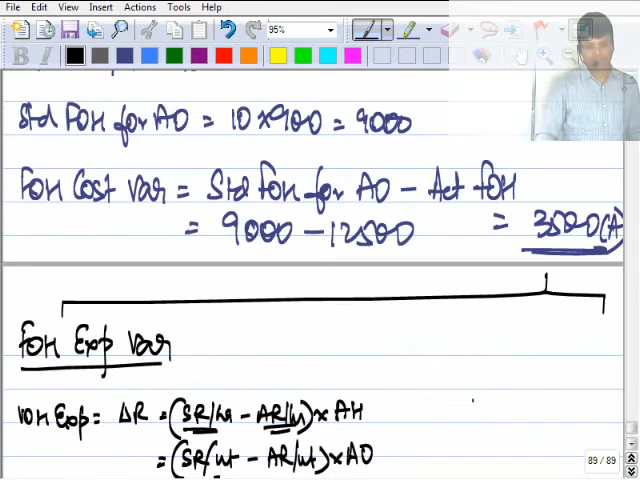 File Edit View Insert Actions Tools Help
95%
B I U
Std FOH for AO = 10 x 900 = 9000
FOH Cost Var = Std FOH for AO - Act FOH
= 9000 - 12500 = 3500(A)
FOH Exp Var
VOH Exp = ΔR = (SR/hr - AR/hr) x AH
= (SR/ut - AR/ut) x AO
89 / 89